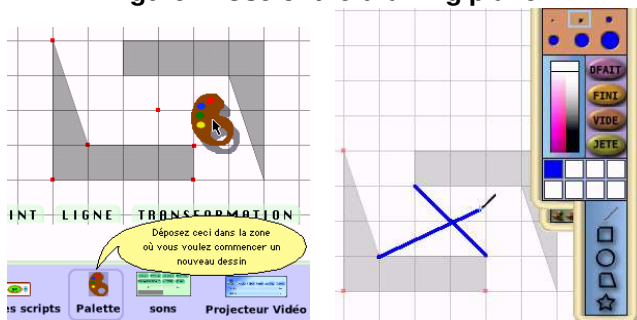 DFAIT
FINI
VIDE
JETE
INT LIGNE TRANSFORMATION
Déposez ceci dans la zone
où vous voulez commencer un
nouveau dessin
es scripts Palette sons Projecteur Vidéo